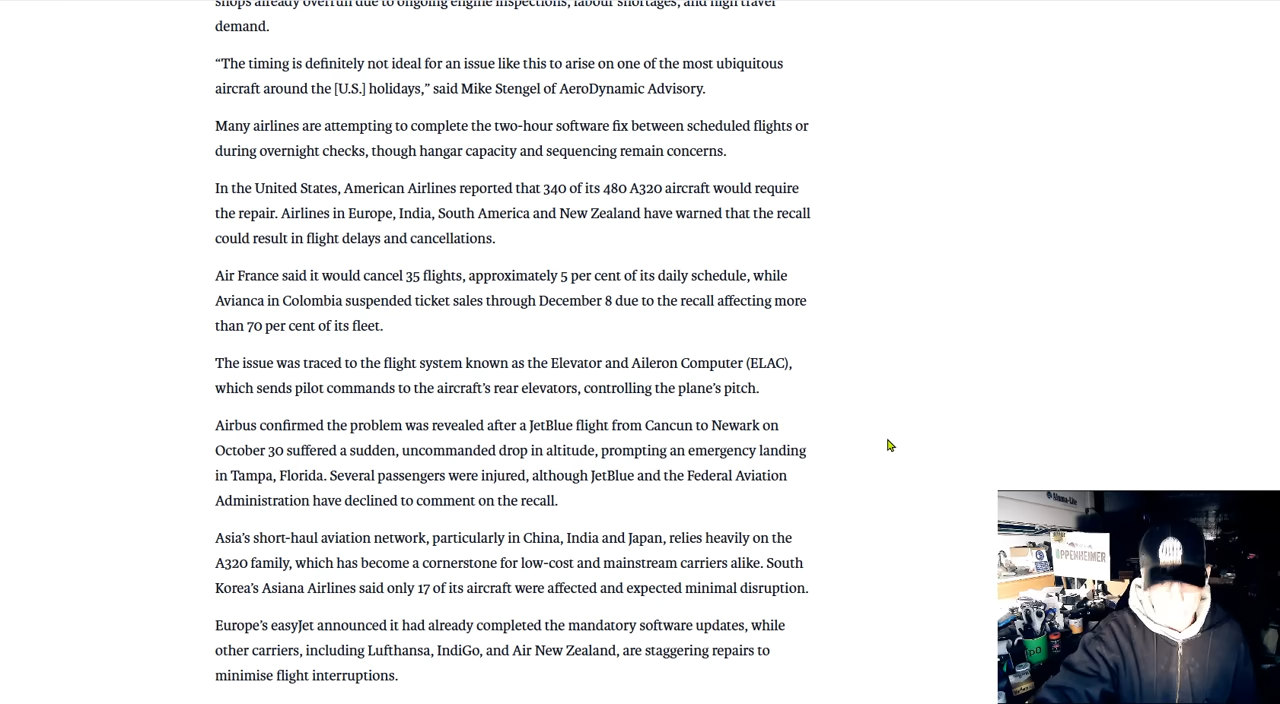 shops already overrun due to ongoing engine inspections, labour shortages, and high travel
demand.
“The timing is definitely not ideal for an issue like this to arise on one of the most ubiquitous
aircraft around the [U.S.] holidays,” said Mike Stengel of AeroDynamic Advisory.
Many airlines are attempting to complete the two-hour software fix between scheduled flights or
during overnight checks, though hangar capacity and sequencing remain concerns.
In the United States, American Airlines reported that 340 of its 480 A320 aircraft would require
the repair. Airlines in Europe, India, South America and New Zealand have warned that the recall
could result in flight delays and cancellations.
Air France said it would cancel 35 flights, approximately 5 per cent of its daily schedule, while
Avianca in Colombia suspended ticket sales through December 8 due to the recall affecting more
than 70 per cent of its fleet.
The issue was traced to the flight system known as the Elevator and Aileron Computer (ELAC),
which sends pilot commands to the aircraft’s rear elevators, controlling the plane’s pitch.
Airbus confirmed the problem was revealed after a JetBlue flight from Cancun to Newark on
October 30 suffered a sudden, uncommanded drop in altitude, prompting an emergency landing
in Tampa, Florida. Several passengers were injured, although JetBlue and the Federal Aviation
Administration have declined to comment on the recall.
Asia’s short-haul aviation network, particularly in China, India and Japan, relies heavily on the
A320 family, which has become a cornerstone for low-cost and mainstream carriers alike. South
Korea’s Asiana Airlines said only 17 of its aircraft were affected and expected minimal disruption.
Europe’s easyJet announced it had already completed the mandatory software updates, while
other carriers, including Lufthansa, IndiGo, and Air New Zealand, are staggering repairs to
minimise flight interruptions.
OPPENHEIMER